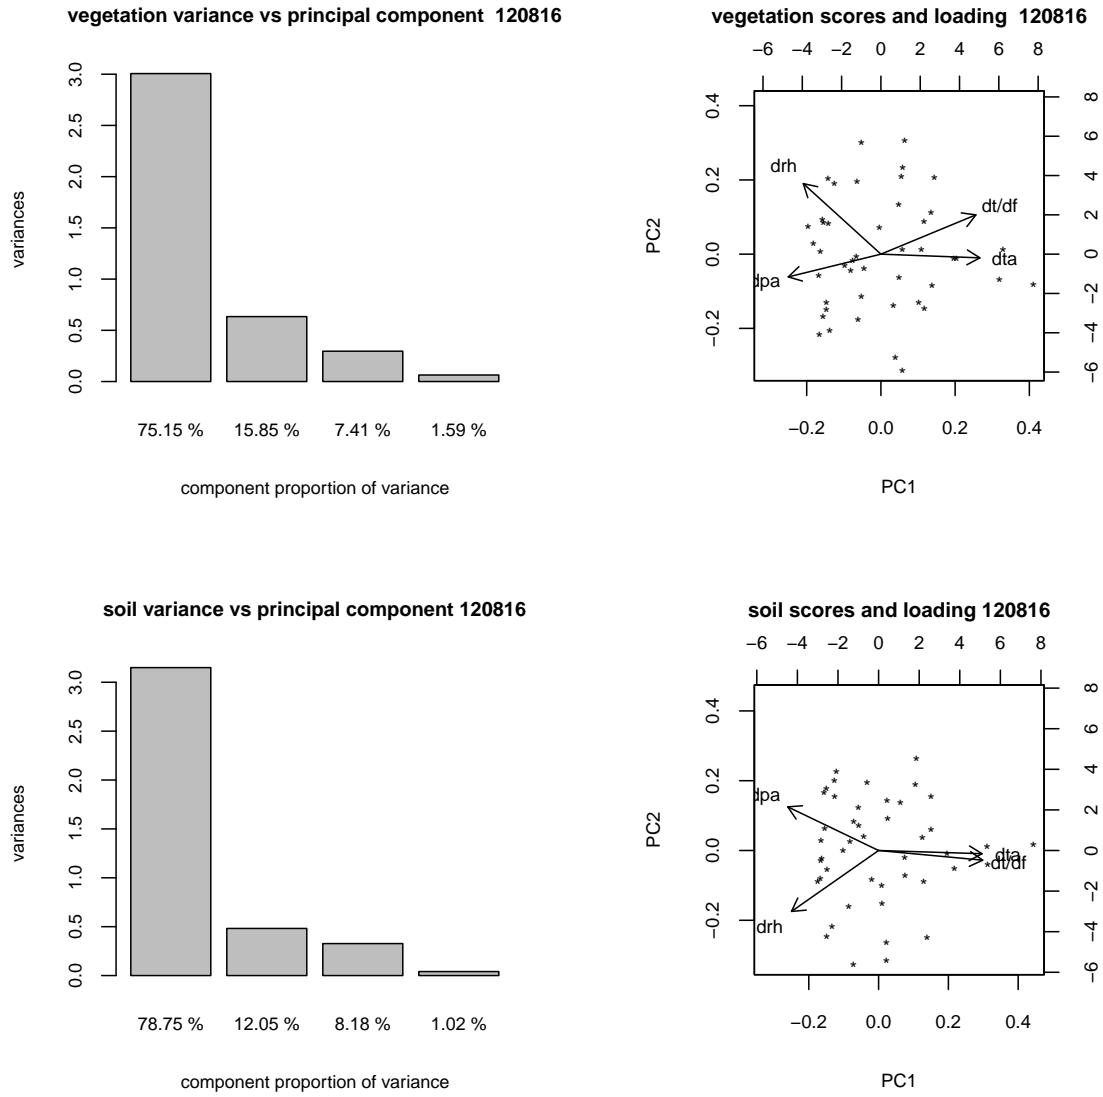 vegetation variance vs principal component  120816
variances
0.0 0.5 1.0 1.5 2.0 2.5 3.0
75.15 % 15.85 % 7.41 % 1.59 %
component proportion of variance
vegetation scores and loading  120816
−6 −4 −2 0 2 4 6 8
PC2
−0.2 0.0 0.2 0.4
−6 −4 −2 0 2 4 6 8
drh
dt/df
dta
dpa
−0.2 0.0 0.2 0.4
PC1
soil variance vs principal component 120816
variances
0.0 0.5 1.0 1.5 2.0 2.5 3.0
78.75 % 12.05 % 8.18 % 1.02 %
component proportion of variance
soil scores and loading 120816
−6 −4 −2 0 2 4 6 8
PC2
−0.2 0.0 0.2 0.4
−6 −4 −2 0 2 4 6 8
dpa
dta
dt/df
drh
−0.2 0.0 0.2 0.4
PC1